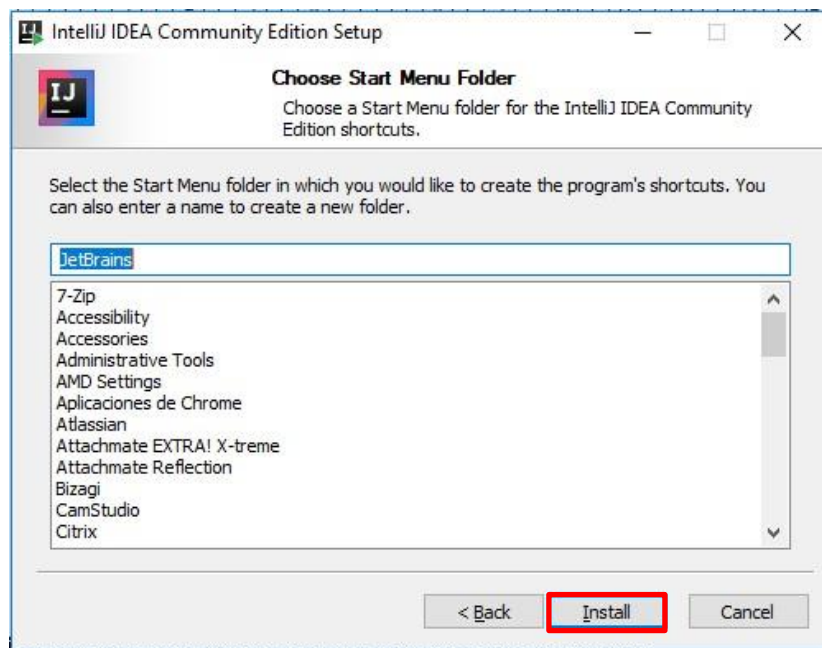 IntelliJ IDEA Community Edition Setup
IJ
Choose Start Menu Folder
Choose a Start Menu folder for the IntelliJ IDEA Community
Edition shortcuts.
Select the Start Menu folder in which you would like to create the program's shortcuts. You
can also enter a name to create a new folder.
JetBrains
7-Zip
Accessibility
Accessories
Administrative Tools
AMD Settings
Aplicaciones de Chrome
Atlassian
Attachmate EXTRA! X-treme
Attachmate Reflection
Bizagi
CamStudio
Citrix
< Back Install Cancel